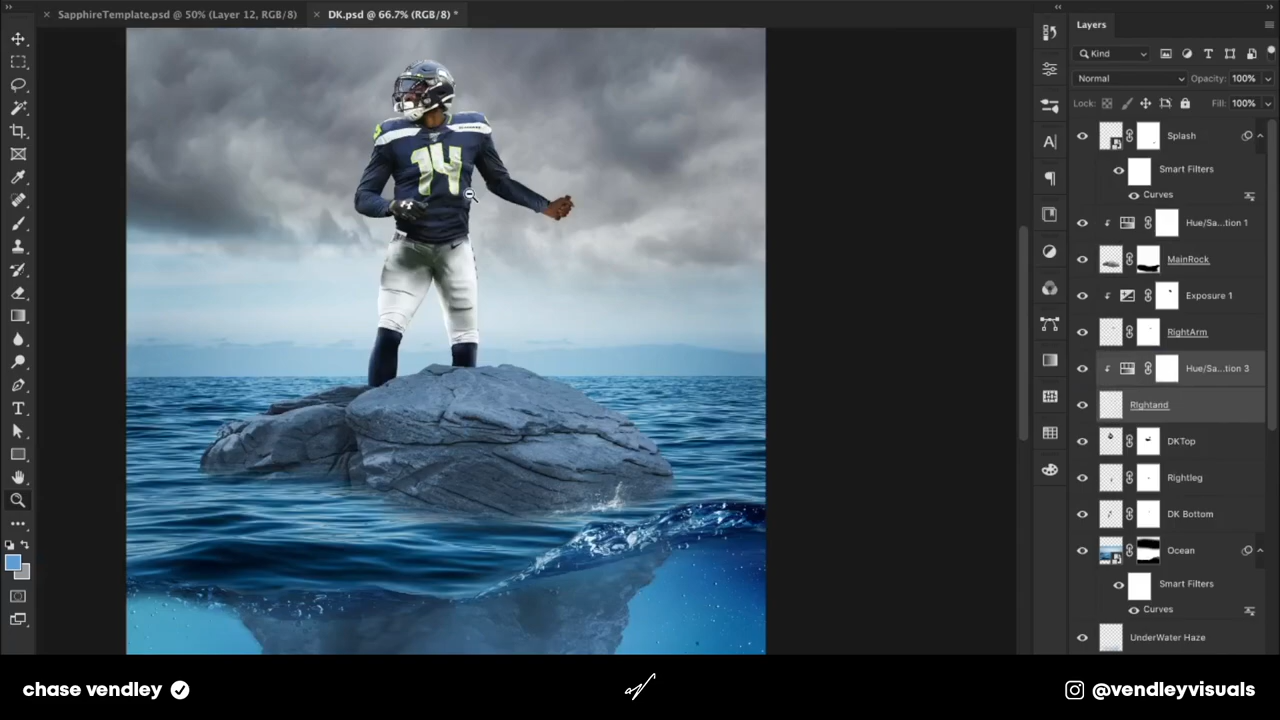 SapphireTemplate.psd @ 50% (Layer 12, RGB/8)
DK.psd @ 66.7% (RGB/8) *
Layers
Kind
Normal
Opacity: 100%
Lock:
Fill: 100%
Splash
Smart Filters
Curves
Hue/Sa...tion 1
MainRock
Exposure 1
RightArm
Hue/Sa...tion 3
Rightand
DKTop
Rightleg
DK Bottom
Ocean
Smart Filters
Curves
UnderWater Haze
14
chase vendley
@vendleyvisuals